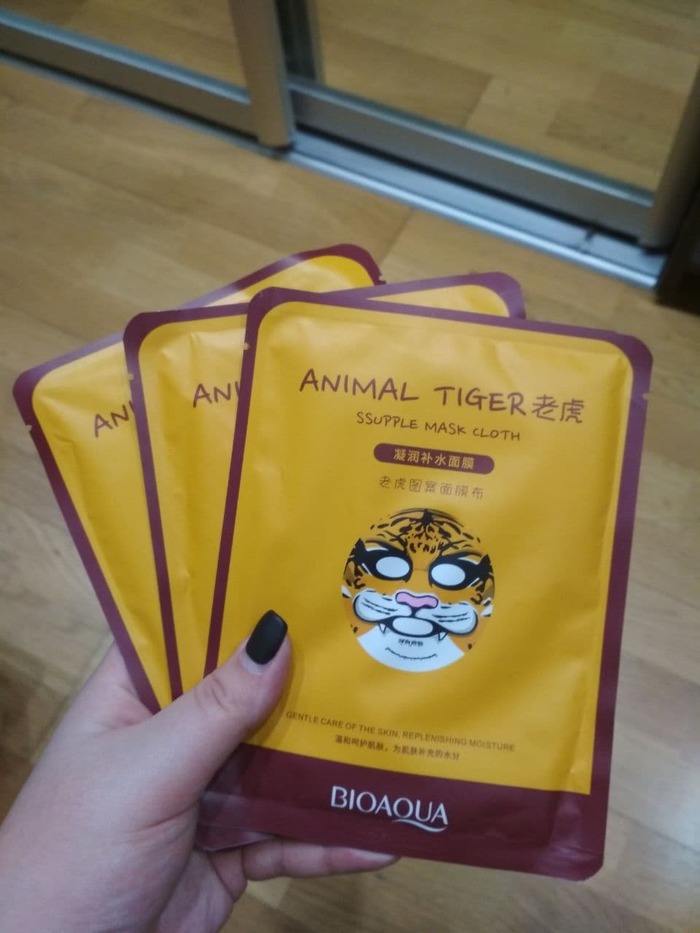 ANIMAL TIGER老虎
SSUPPLE MASK CLOTH
凝润补水面膜
老虎图案面膜布
GENTLE CARE OF THE SKIN, REPLENISHING MOISTURE
温和呵护肌肤，为肌肤补充的水分
BIOAQUA
AN
ANI